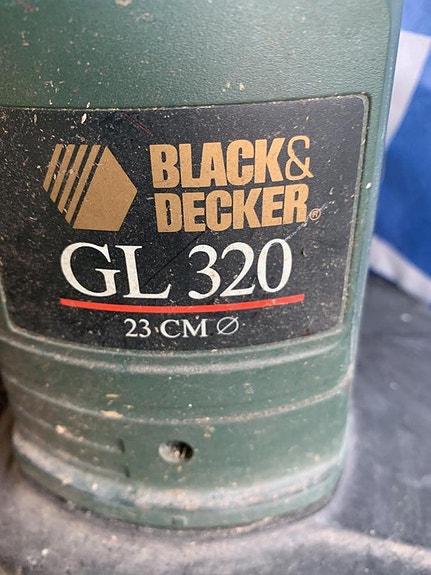 BLACK&
DECKER®
GL 320
23 CM ∅